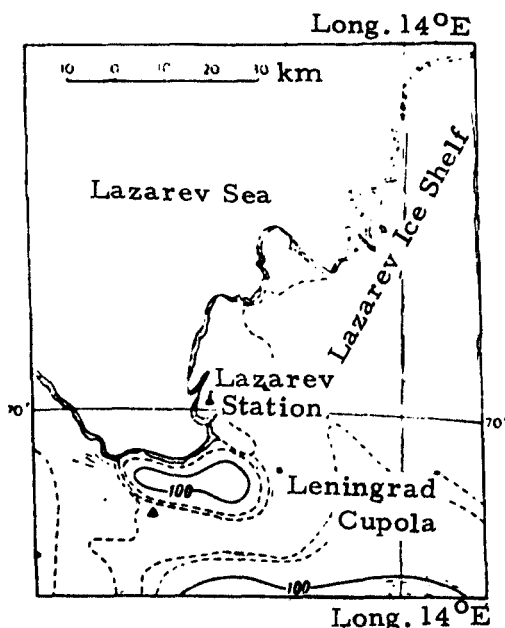 Long. 14°E
10 0 10 20 30 km
Lazarev Sea
Lazarev Ice Shelf
Lazarev
Station
70°
70°
Leningrad
Cupola
100
100
Long. 14°E